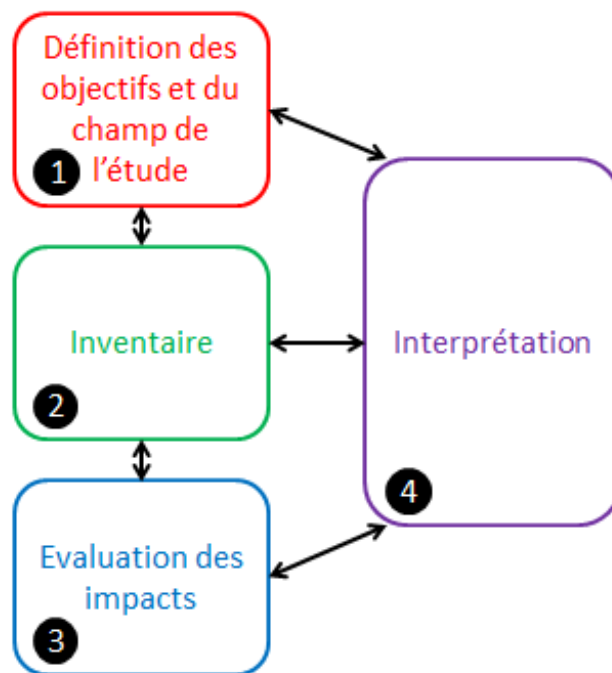 Définition des
objectifs et du
champ de
l'étude
1
Inventaire
2
Interprétation
4
Evaluation des
impacts
3